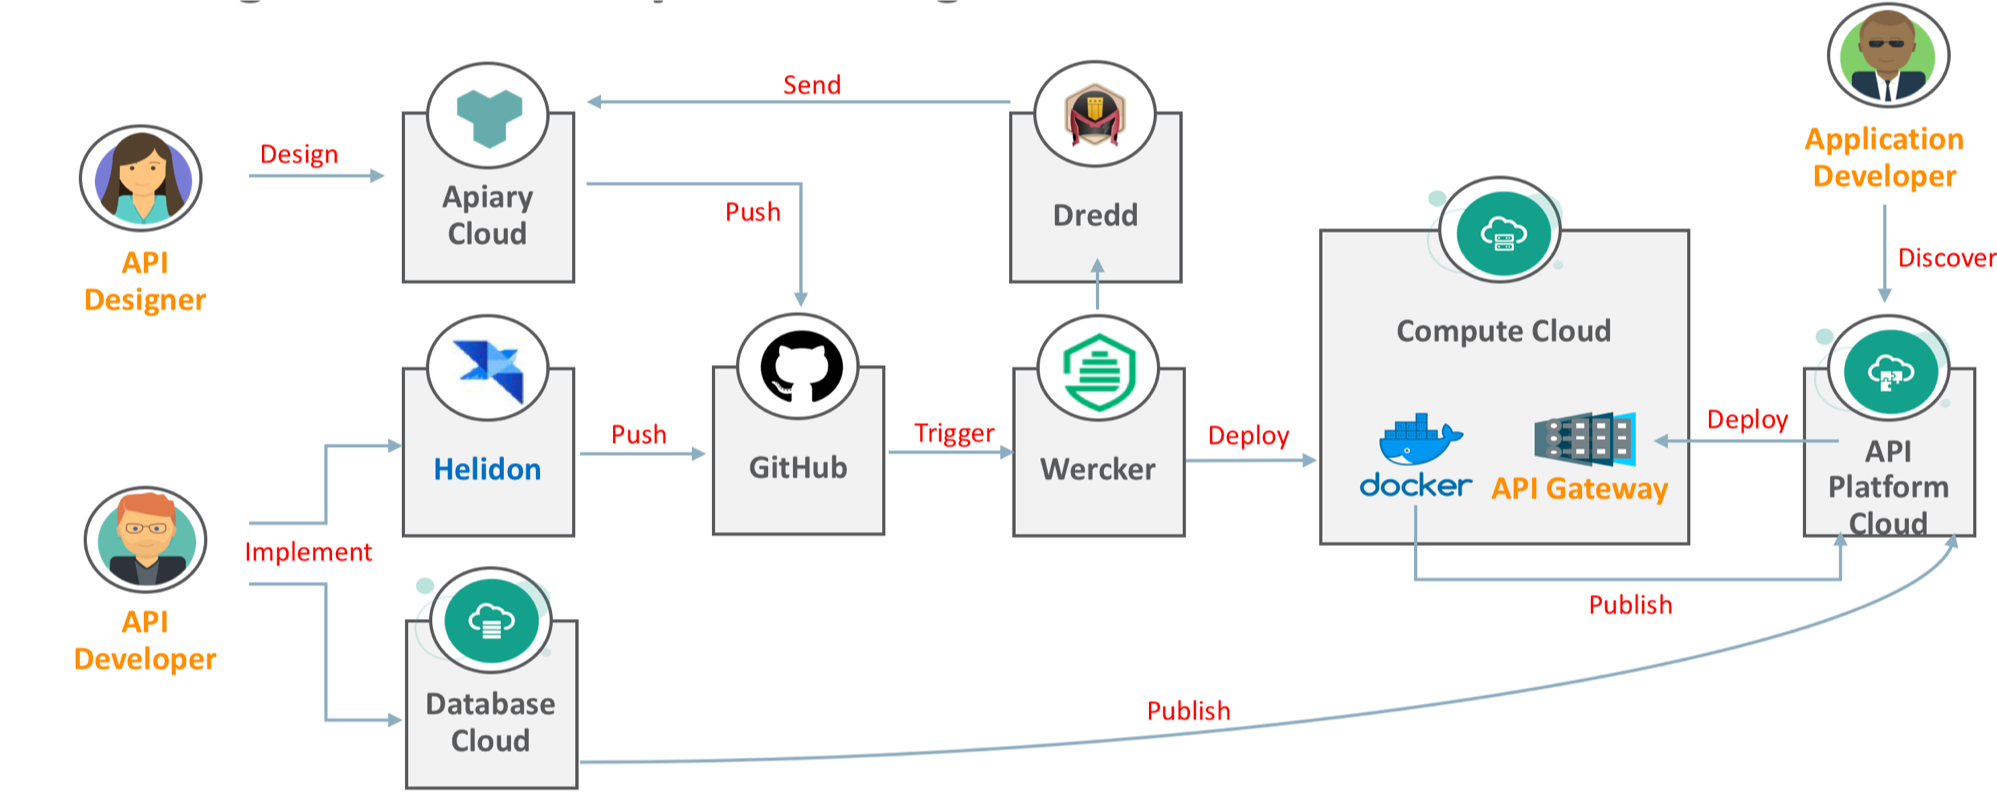 Send
Design
Apiary
Cloud
Push
Dredd
Application
Developer
API
Designer
Discover
Compute Cloud
Helidon
Push
GitHub
Trigger
Wercker
Deploy
docker
API Gateway
Deploy
API
Platform
Cloud
Implement
API
Developer
Publish
Database
Cloud
Publish